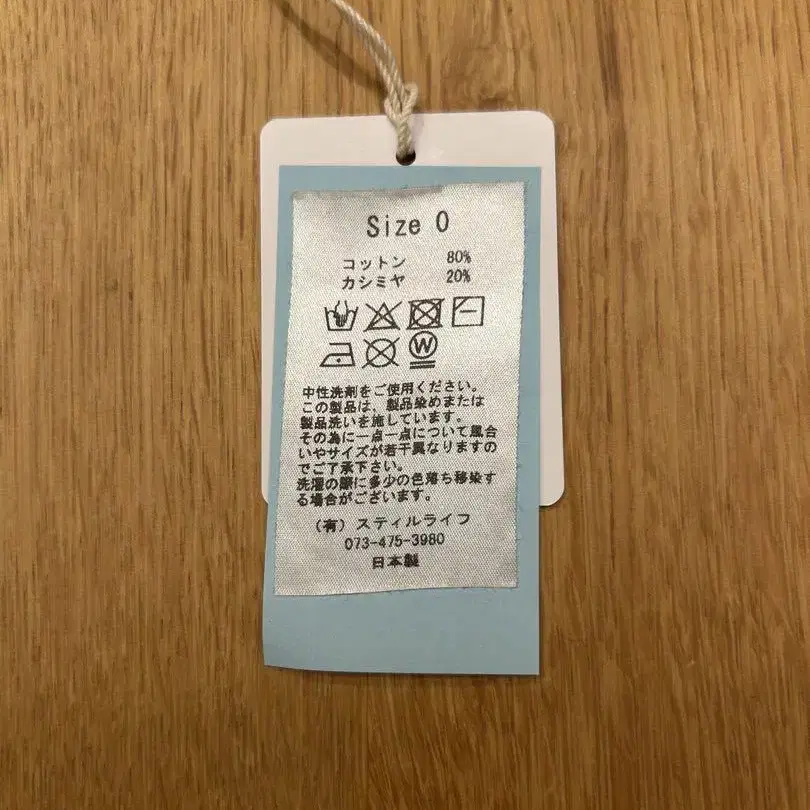 Size 0
コットン 80%
カシミヤ 20%
W
中性洗剤をご使用ください。
この製品は、製品染めまたは
製品洗いを施しています。
その為に一点一点について風合
いやサイズが若干異なりますの
でご了承下さい。
洗濯の際に多少の色落ち移染す
る場合がございます。
(有)スティルライフ
073-475-3980
日本製